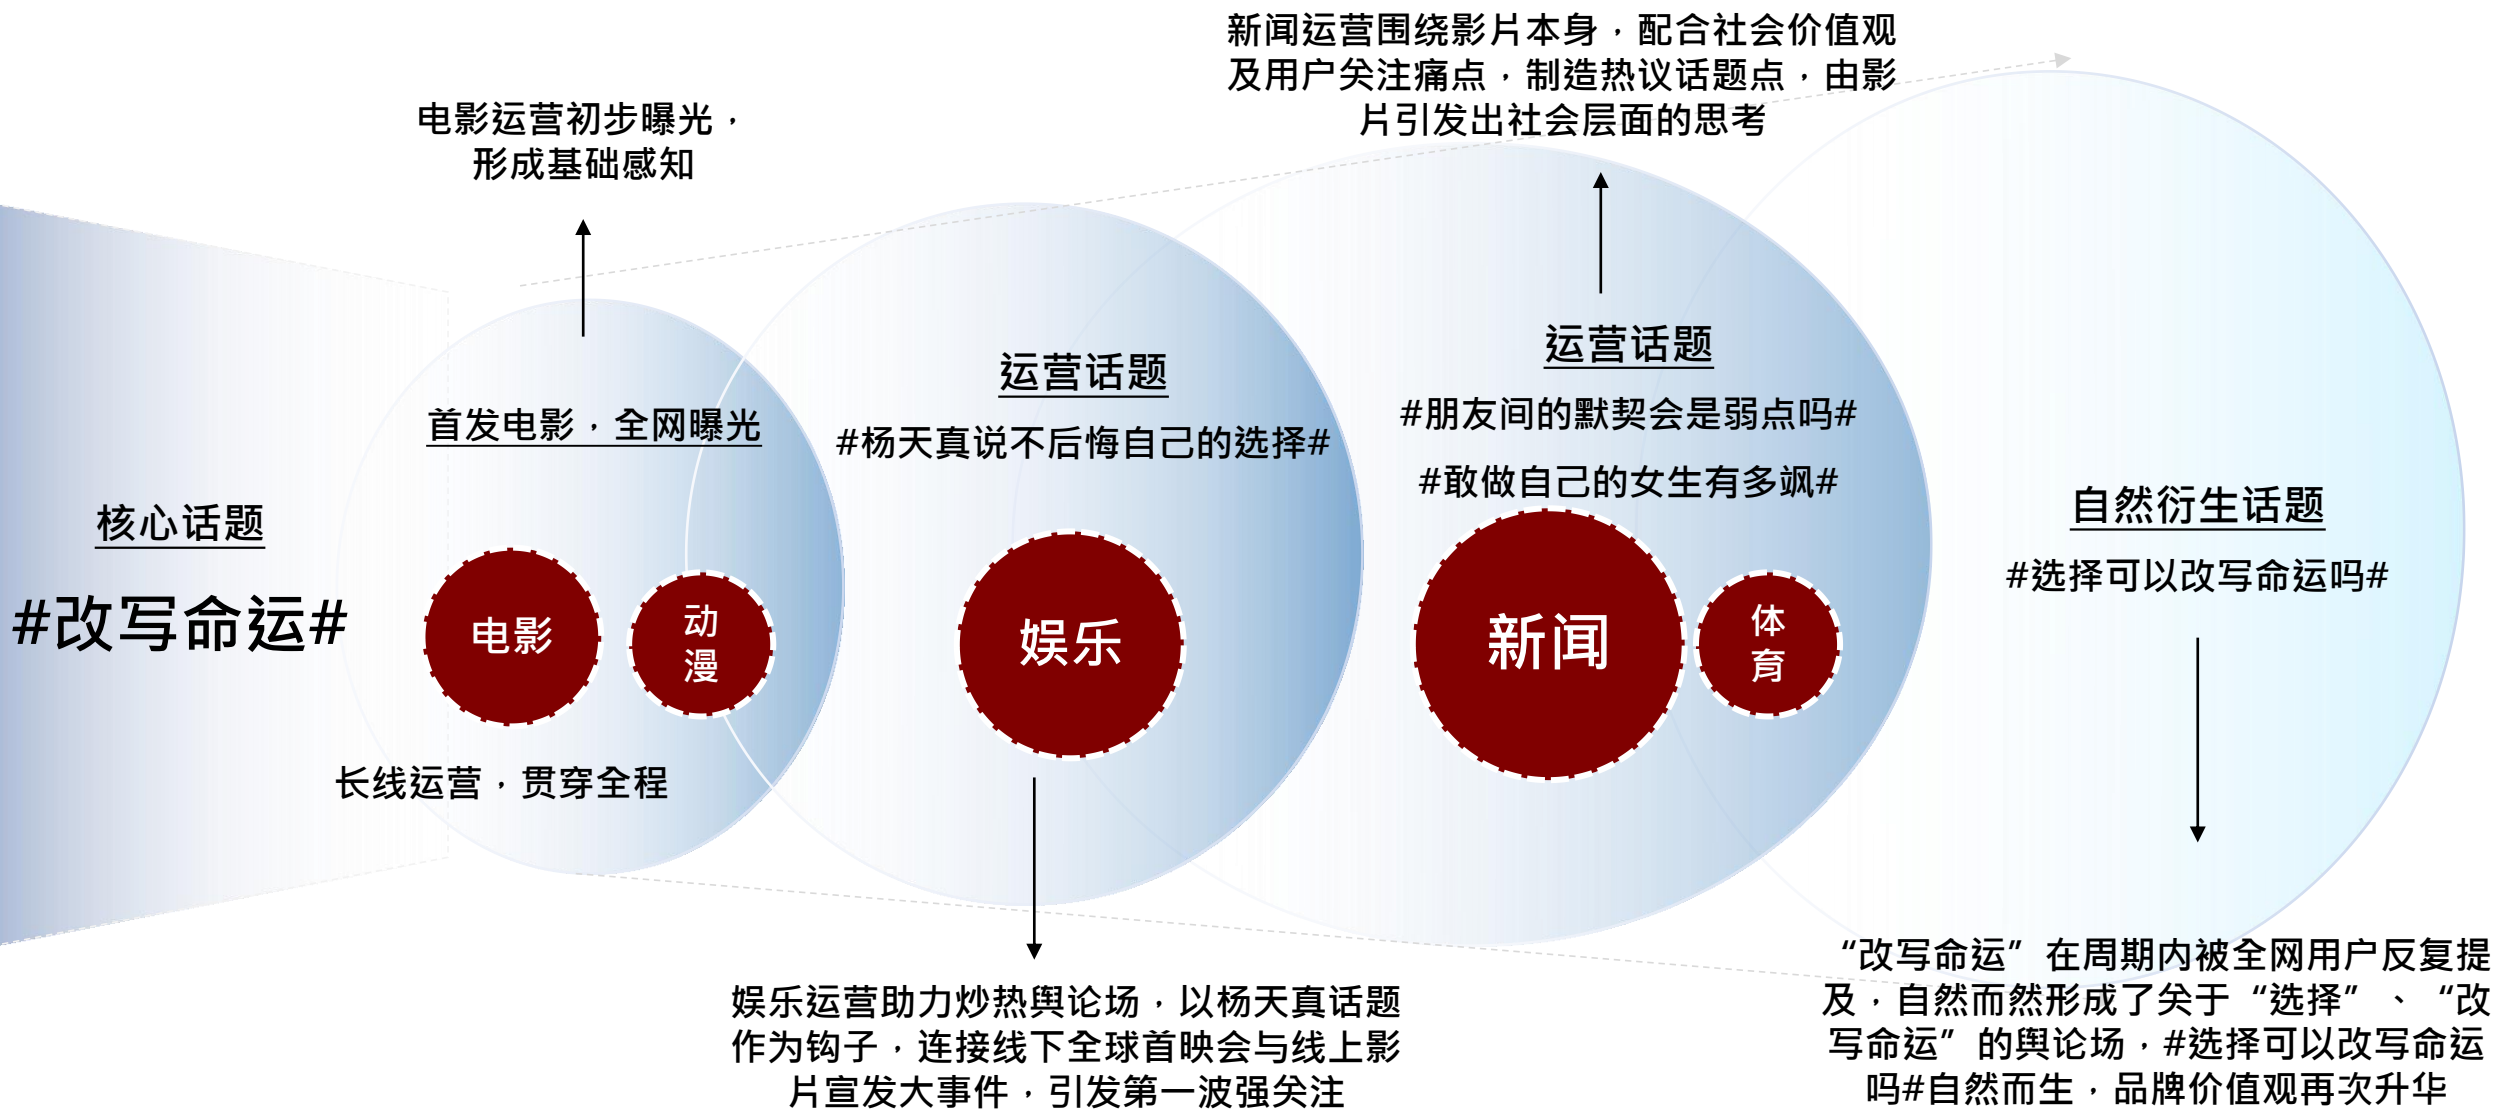 核心话题
#改写命运#
电影运营初步曝光，
形成基础感知
首发电影，全网曝光
电影
动
漫
长线运营，贯穿全程
运营话题
#杨天真说不后悔自己的选择#
娱乐
娱乐运营助力炒热舆论场，以杨天真话题
作为钩子，连接线下全球首映会与线上影
片宣发大事件，引发第一波强关注
新闻运营围绕影片本身，配合社会价值观
及用户关注痛点，制造热议话题点，由影
片引发出社会层面的思考
运营话题
#朋友间的默契会是弱点吗#
#敢做自己的女生有多飒#
新闻
体
育
自然衍生话题
#选择可以改写命运吗#
“改写命运”在周期内被全网用户反复提
及，自然而然形成了关于“选择”、“改
写命运”的舆论场，#选择可以改写命运
吗#自然而生，品牌价值观再次升华